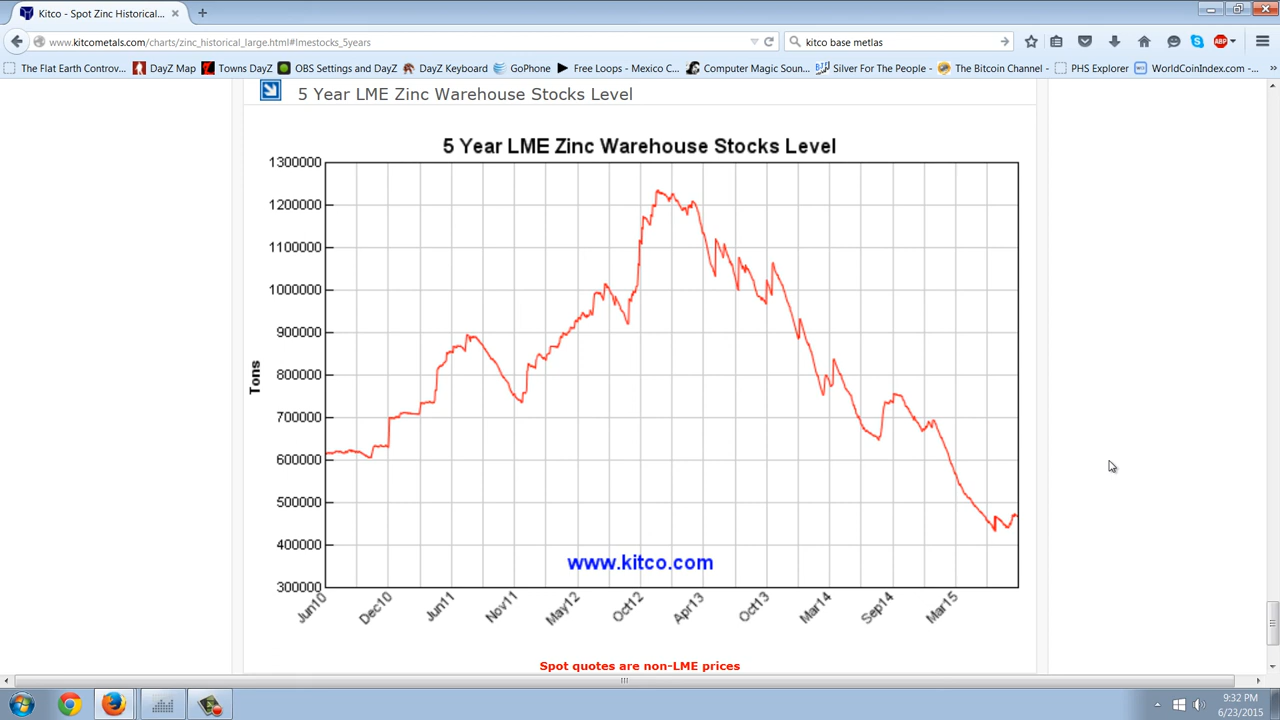 Kitco - Spot Zinc Historical...
www.kitcometals.com/charts/zinc_historical_large.html#lmestocks_5years
kitco base metlas
ABP
The Flat Earth Controv...
DayZ Map
Towns DayZ
OBS Settings and DayZ
DayZ Keyboard
GoPhone
Free Loops - Mexico C...
Computer Magic Soun...
Silver For The People - ...
The Bitcoin Channel - ...
PHS Explorer
WorldCoinIndex.com -...
5 Year LME Zinc Warehouse Stocks Level
5 Year LME Zinc Warehouse Stocks Level
1300000
1200000
1100000
1000000
900000
800000
700000
600000
500000
400000
300000
Tons
www.kitco.com
Jun10 Dec10 Jun11 Nov11 May12 Oct12 Apr13 Oct13 Mar14 Sep14 Mar15
Spot quotes are non-LME prices
9:32 PM
6/23/2015